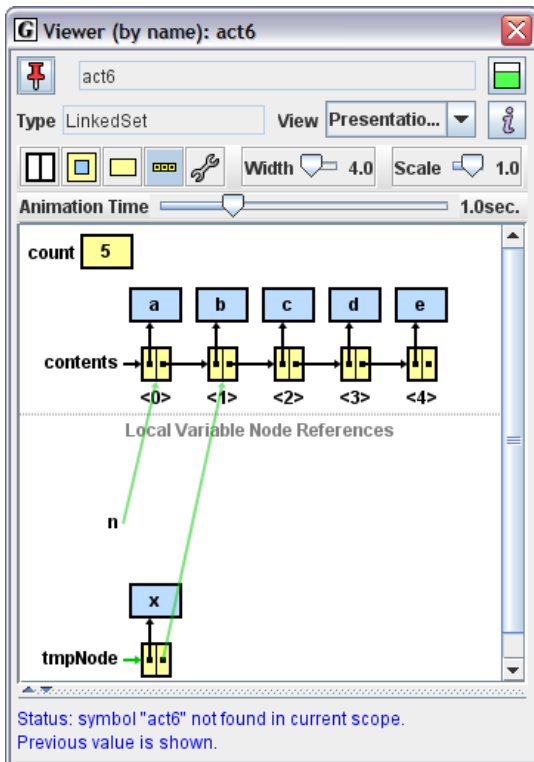 G Viewer (by name): act6
act6
Type LinkedSet View Presentatio...
Width 4.0 Scale 1.0
Animation Time 1.0sec.
count 5
a b c d e
contents
<0> <1> <2> <3> <4>
Local Variable Node References
n
x
tmpNode
Status: symbol "act6" not found in current scope.
Previous value is shown.